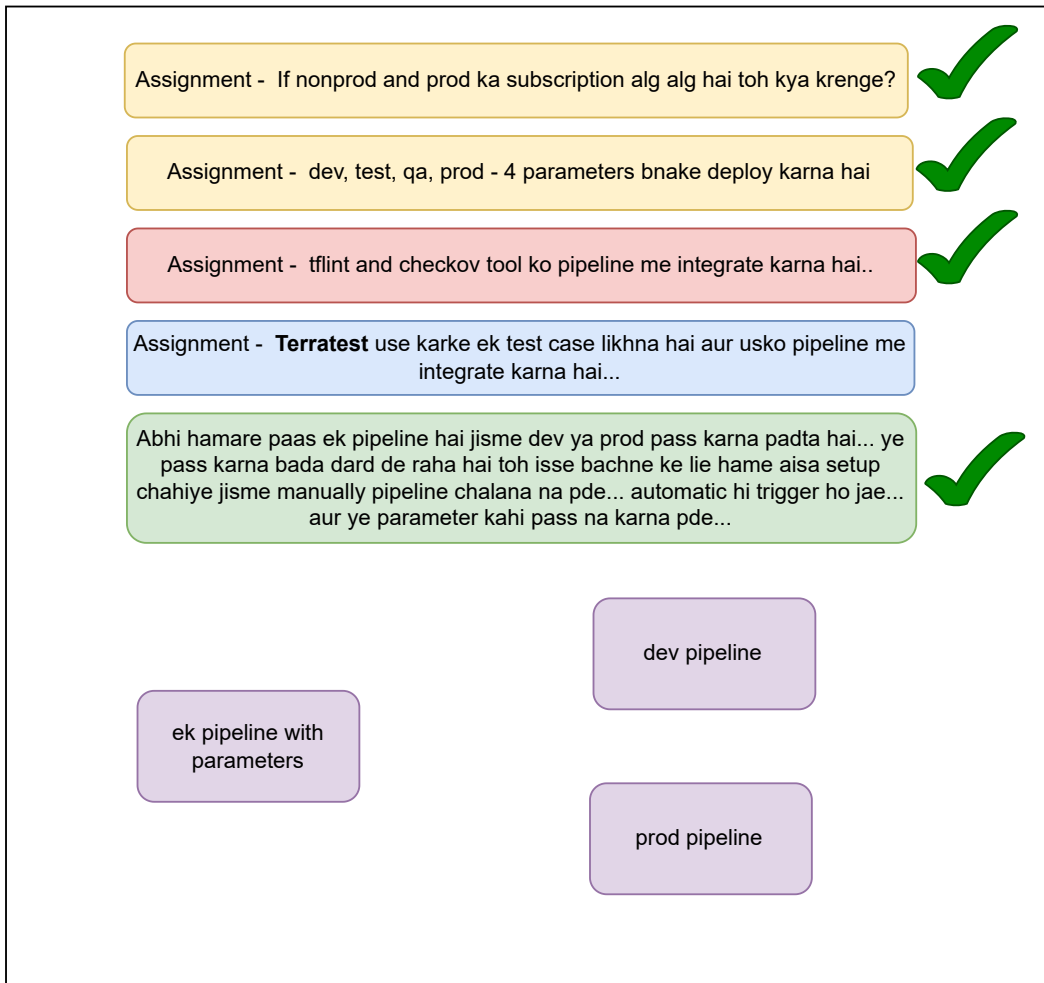 Assignment -  If nonprod and prod ka subscription alg alg hai toh kya krenge?
Assignment -  dev, test, qa, prod - 4 parameters bnake deploy karna hai
Assignment -  tflint and checkov tool ko pipeline me integrate karna hai..
Assignment -  Terratest use karke ek test case likhna hai aur usko pipeline me
integrate karna hai...
Abhi hamare paas ek pipeline hai jisme dev ya prod pass karna padta hai... ye
pass karna bada dard de raha hai toh isse bachne ke lie hame aisa setup
chahiye jisme manually pipeline chalana na pde... automatic hi trigger ho jae...
aur ye parameter kahi pass na karna pde...
dev pipeline
ek pipeline with
parameters
prod pipeline